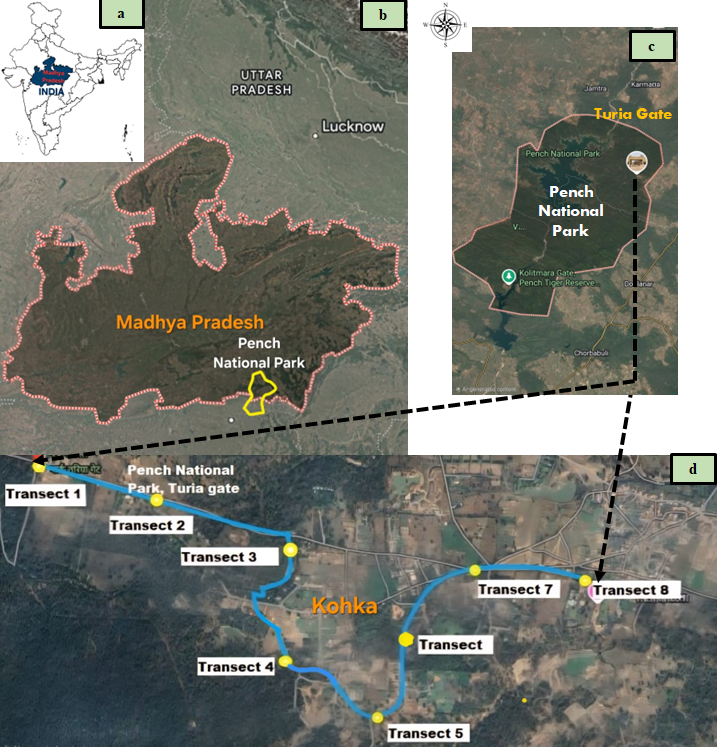 a
Madhya
Pradesh
INDIA
b
UTTAR
PRADESH
Lucknow
Madhya Pradesh
Pench
National Park
N
W
E
S
c
Jamtra
Karmaria
Turia Gate
Pench National Park
Pench
National
Park
V...
Kolitmara Gate
Pench Tiger Reserve...
Chorbabuli
d
Pench National
Park, Turia gate
Transect 1
Transect 2
Transect 3
Kohka
Transect 4
Transect 5
Transect
Transect 7
Transect 8